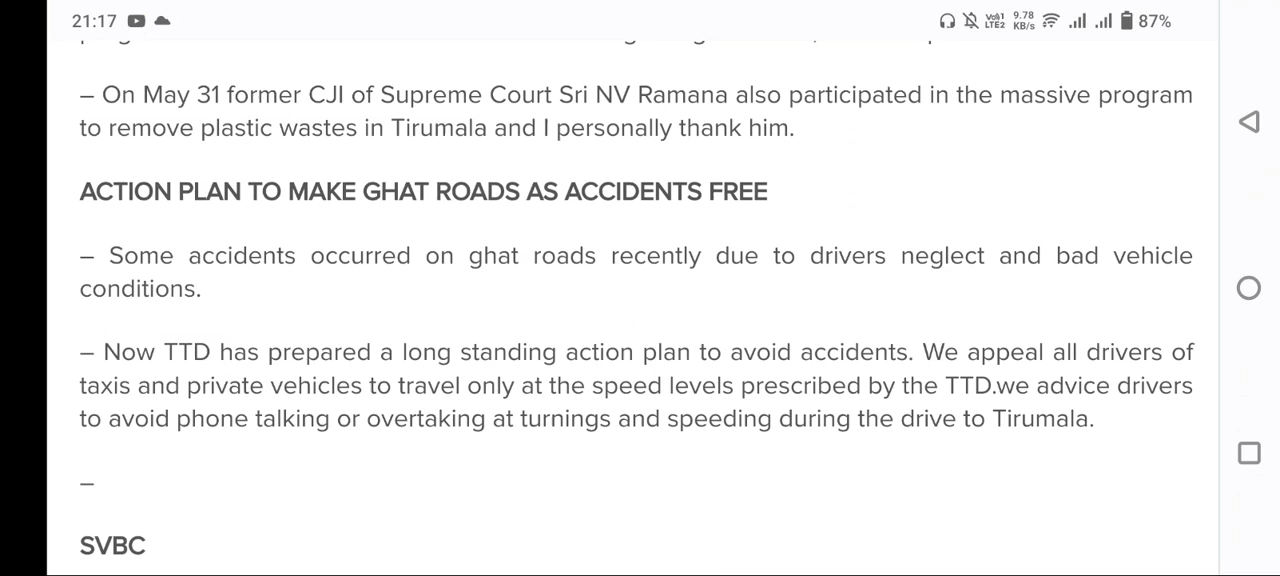 21:17
Vo))1 9.78
LTE2 KB/s
87%
– On May 31 former CJI of Supreme Court Sri NV Ramana also participated in the massive program
to remove plastic wastes in Tirumala and I personally thank him.
ACTION PLAN TO MAKE GHAT ROADS AS ACCIDENTS FREE
– Some accidents occurred on ghat roads recently due to drivers neglect and bad vehicle
conditions.
– Now TTD has prepared a long standing action plan to avoid accidents. We appeal all drivers of
taxis and private vehicles to travel only at the speed levels prescribed by the TTD.we advice drivers
to avoid phone talking or overtaking at turnings and speeding during the drive to Tirumala.
–
SVBC